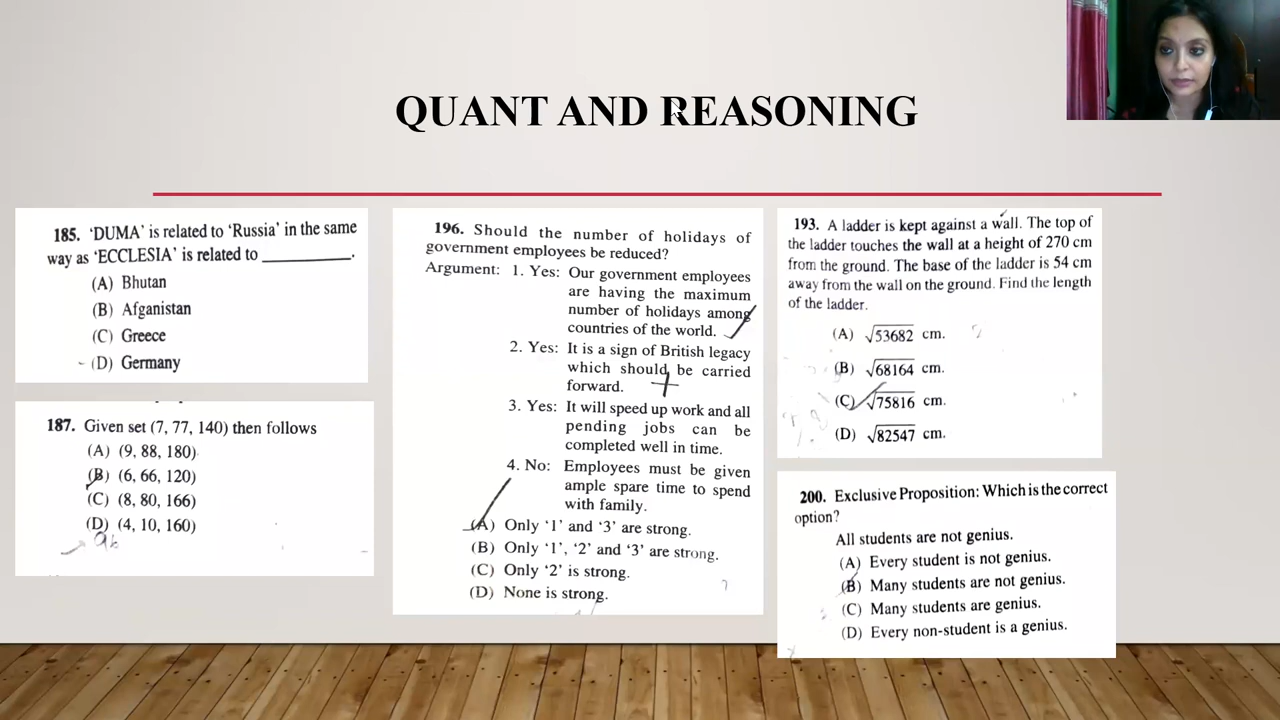 QUANT AND REASONING
185. 'DUMA' is related to 'Russia' in the same
way as 'ECCLESIA' is related to __________.
(A) Bhutan
(B) Afganistan
(C) Greece
(D) Germany
187. Given set (7, 77, 140) then follows
(A) (9, 88, 180)
(B) (6, 66, 120)
(C) (8, 80, 166)
(D) (4, 10, 160)
196. Should the number of holidays of
government employees be reduced?
Argument: 1. Yes: Our government employees
are having the maximum
number of holidays among
countries of the world.
2. Yes: It is a sign of British legacy
which should be carried
forward.
3. Yes: It will speed up work and all
pending jobs can be
completed well in time.
4. No: Employees must be given
ample spare time to spend
with family.
(A) Only '1' and '3' are strong.
(B) Only '1', '2' and '3' are strong.
(C) Only '2' is strong.
(D) None is strong.
193. A ladder is kept against a wall. The top of
the ladder touches the wall at a height of 270 cm
from the ground. The base of the ladder is 54 cm
away from the wall on the ground. Find the length
of the ladder.
(A) √53682 cm.
(B) √68164 cm.
(C) √75816 cm.
(D) √82547 cm.
200. Exclusive Proposition: Which is the correct
option?
All students are not genius.
(A) Every student is not genius.
(B) Many students are not genius.
(C) Many students are genius.
(D) Every non-student is a genius.